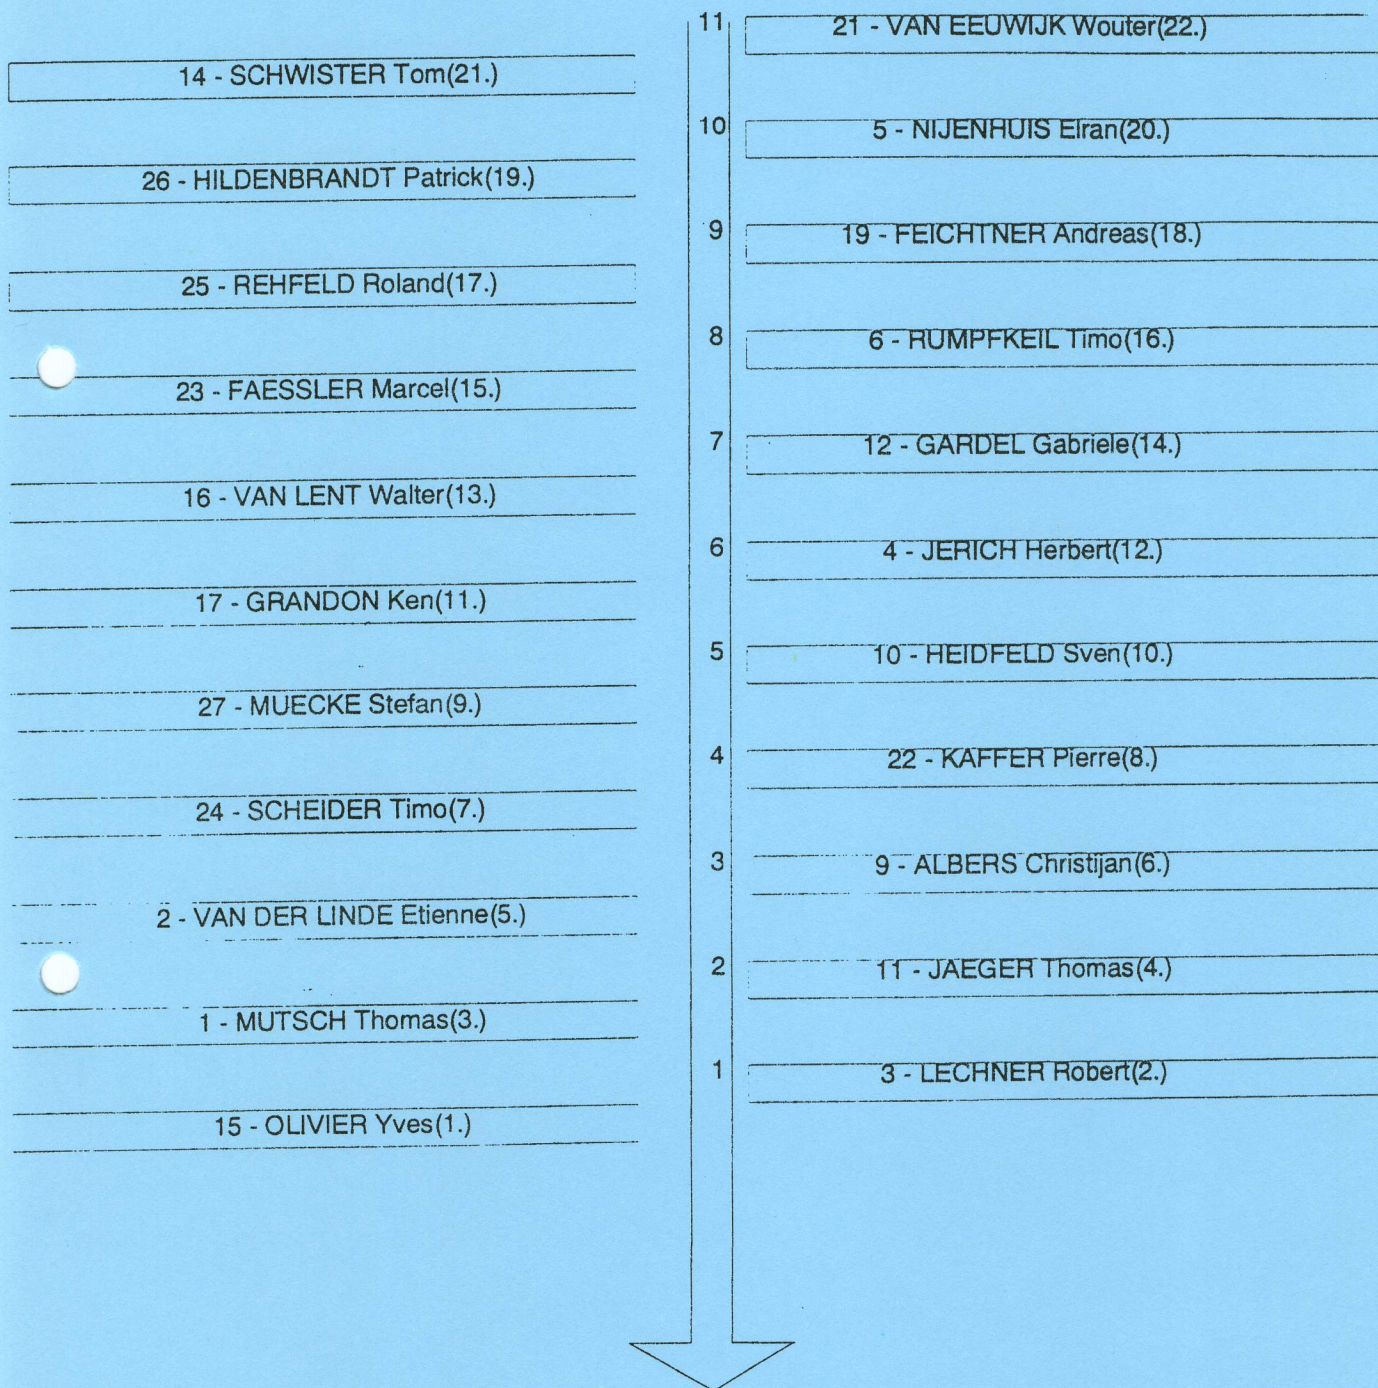 11 21 - VAN EEUWIJK Wouter(22.)
14 - SCHWISTER Tom(21.)
10 5 - NIJENHUIS Elran(20.)
26 - HILDENBRANDT Patrick(19.)
9 19 - FEICHTNER Andreas(18.)
25 - REHFELD Roland(17.)
8 6 - RUMPFKEIL Timo(16.)
23 - FAESSLER Marcel(15.)
7 12 - GARDEL Gabriele(14.)
16 - VAN LENT Walter(13.)
6 4 - JERICH Herbert(12.)
17 - GRANDON Ken(11.)
5 10 - HEIDFELD Sven(10.)
27 - MUECKE Stefan(9.)
4 22 - KAFFER Pierre(8.)
24 - SCHEIDER Timo(7.)
3 9 - ALBERS Christijan(6.)
2 - VAN DER LINDE Etienne(5.)
2 11 - JAEGER Thomas(4.)
1 - MUTSCH Thomas(3.)
1 3 - LECHNER Robert(2.)
15 - OLIVIER Yves(1.)